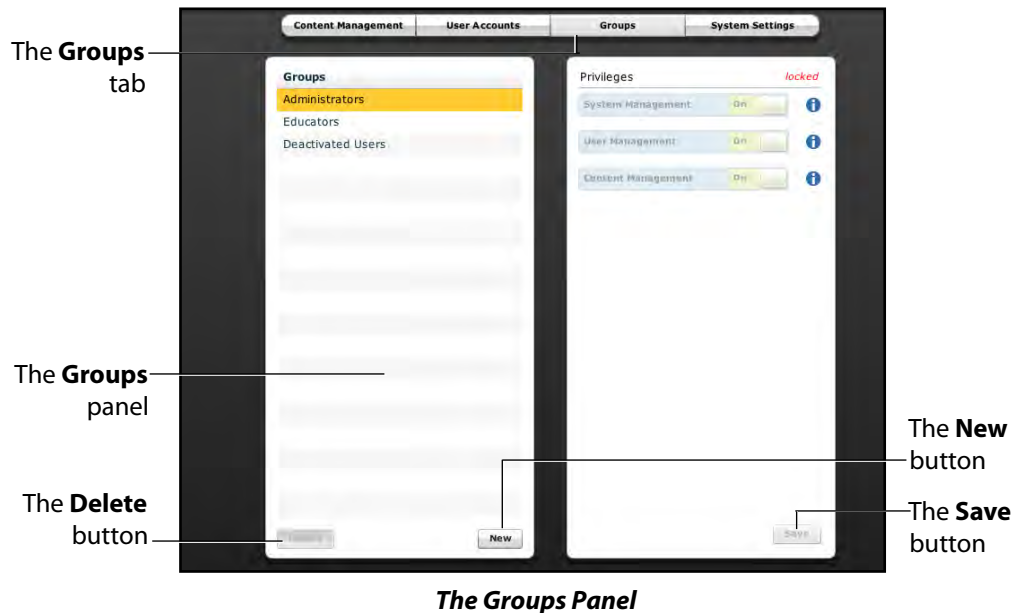 Content Management User Accounts Groups System Settings
The Groups
tab
Groups
Administrators
Educators
Deactivated Users
Privileges locked
System Management On
User Management On
Content Management On
The Groups
panel
The New
button
The Delete
button
New
The Save
button
Save
The Groups Panel